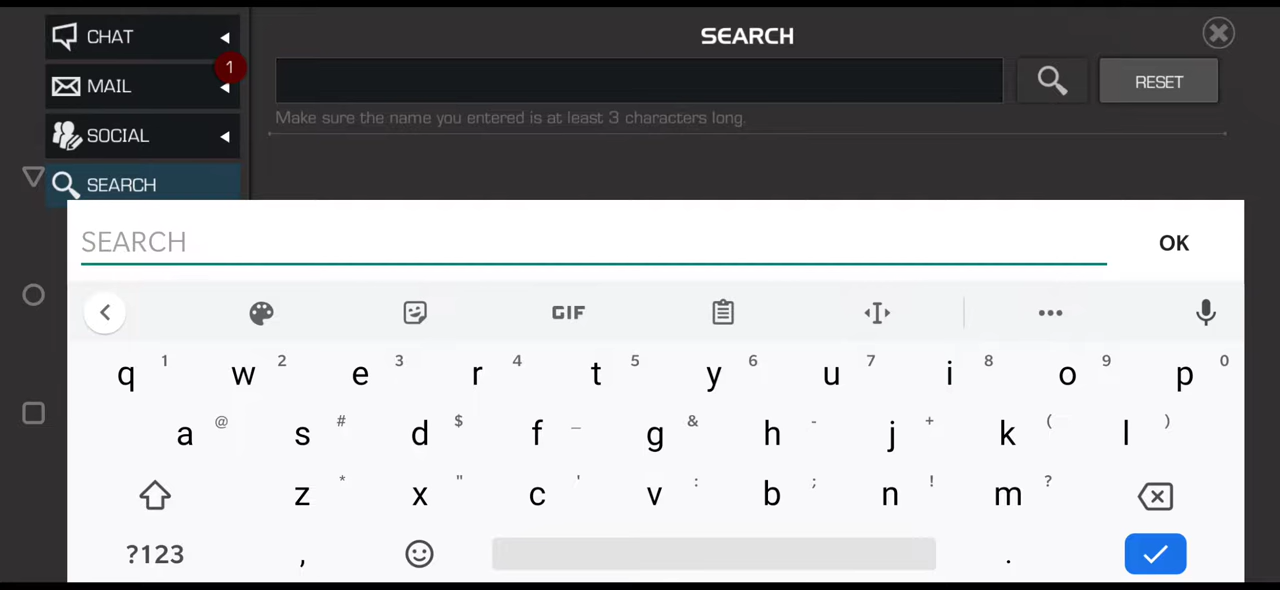 CHAT
1
MAIL
SOCIAL
SEARCH
SEARCH
RESET
Make sure the name you entered is at least 3 characters long.
SEARCH
OK
GIF
q 1 w 2 e 3 r 4 t 5 y 6 u 7 i 8 o 9 p 0
a @ s # d $ f _ g & h - j + k ( l )
z * x " c ' v : b ; n ! m ?
?123 , .